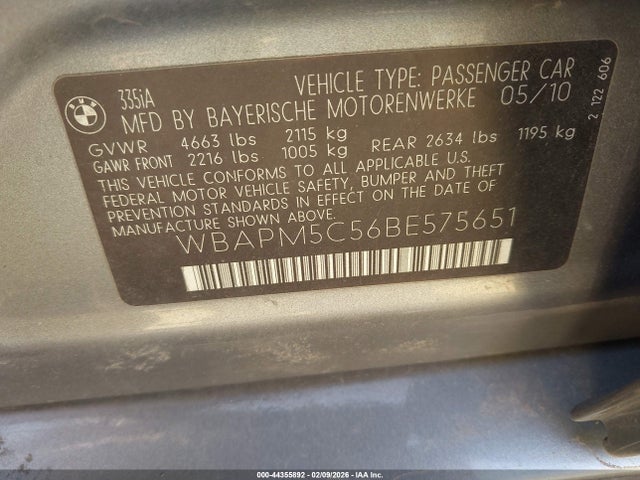 BMW
335iA
VEHICLE TYPE: PASSENGER CAR
MFD BY BAYERISCHE MOTORENWERKE 05/10
GVWR 4663 lbs 2115 kg
GAWR FRONT 2216 lbs 1005 kg REAR 2634 lbs 1195 kg
THIS VEHICLE CONFORMS TO ALL APPLICABLE U.S.
FEDERAL MOTOR VEHICLE SAFETY, BUMPER AND THEFT
PREVENTION STANDARDS IN EFFECT ON THE DATE OF
MANUFACTURE SHOWN ABOVE.
WBAPM5C56BE575651
2 122 606
000-44355892 - 02/09/2026 - IAA Inc.